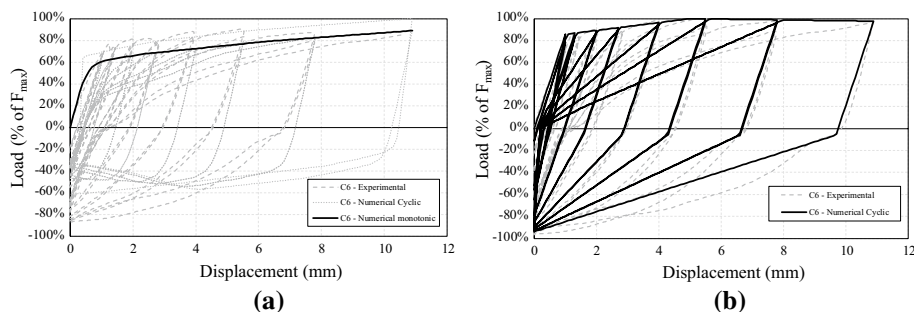 100%
80%
60%
40%
20%
0%
-20%
-40%
-60%
-80%
-100%
Load (% of Fmax)
0 2 4 6 8 10 12
Displacement (mm)
C6 - Experimental
C6 - Numerical Cyclic
C6 - Numerical monotonic
(a)
100%
80%
60%
40%
20%
0%
-20%
-40%
-60%
-80%
-100%
Load (% of Fmax)
0 2 4 6 8 10 12
Displacement (mm)
C6 - Experimental
C6 - Numerical Cyclic
(b)